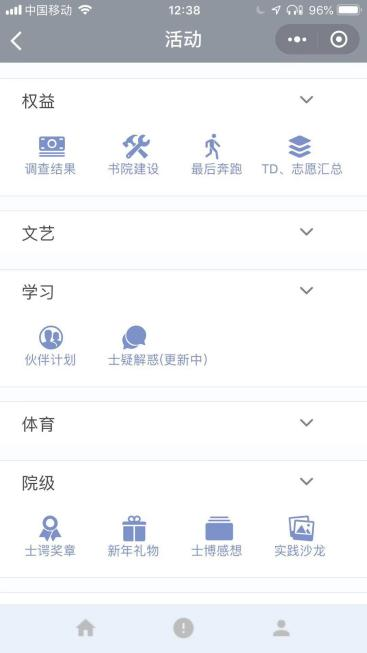 中国移动 12:38 96%
活动
权益
调查结果 书院建设 最后奔跑 TD、志愿汇总
文艺
学习
伙伴计划 士疑解惑(更新中)
体育
院级
士谔奖章 新年礼物 士博感想 实践沙龙